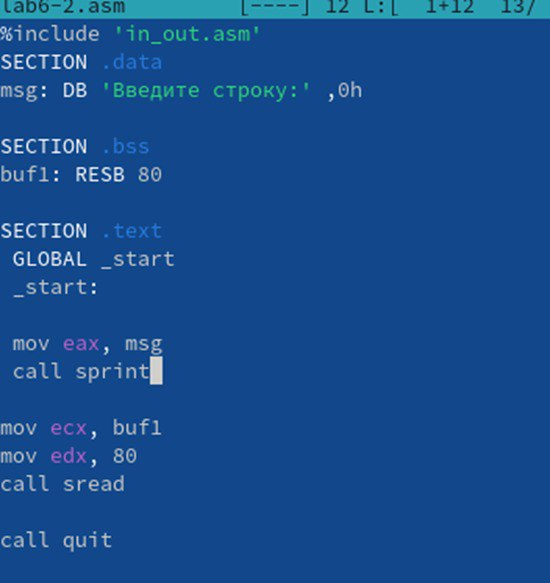 lab6-2.asm [----] 12 L:[ 1+12 13/
%include 'in_out.asm'
SECTION .data
msg: DB 'Введите строку:' ,0h
SECTION .bss
buf1: RESB 80
SECTION .text
GLOBAL _start
_start:
mov eax, msg
call sprint
mov ecx, buf1
mov edx, 80
call sread
call quit